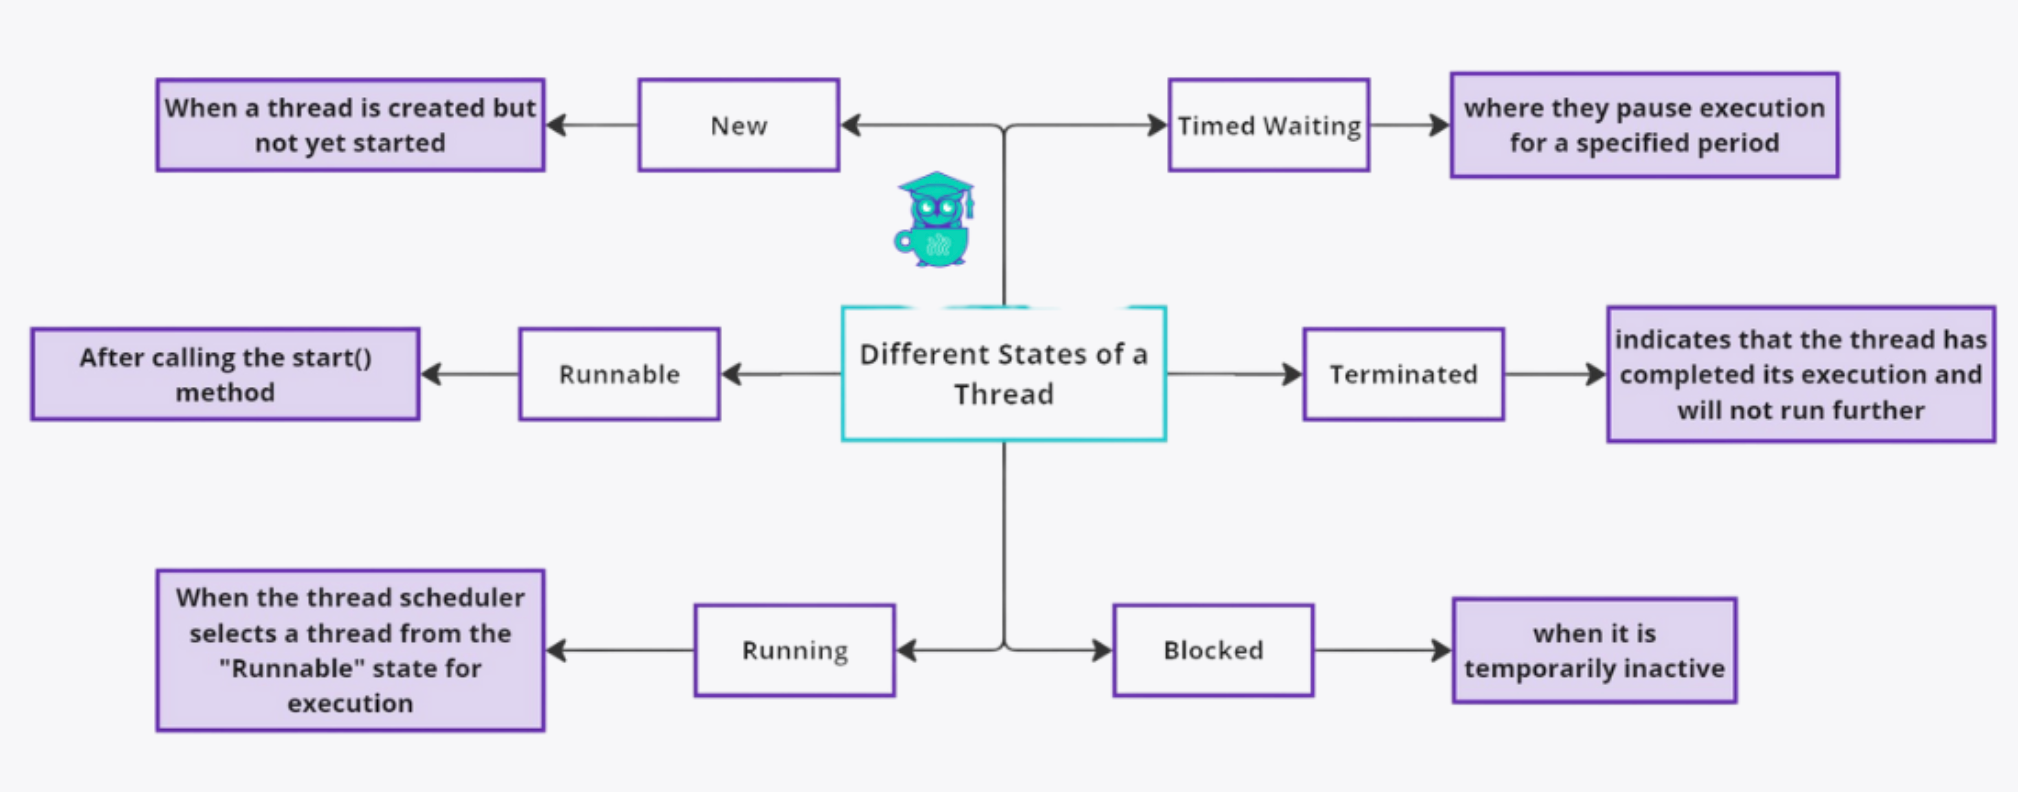 When a thread is created but
not yet started
New
Timed Waiting
where they pause execution
for a specified period
After calling the start()
method
Runnable
Different States of a
Thread
Terminated
indicates that the thread has
completed its execution and
will not run further
When the thread scheduler
selects a thread from the
"Runnable" state for
execution
Running
Blocked
when it is
temporarily inactive